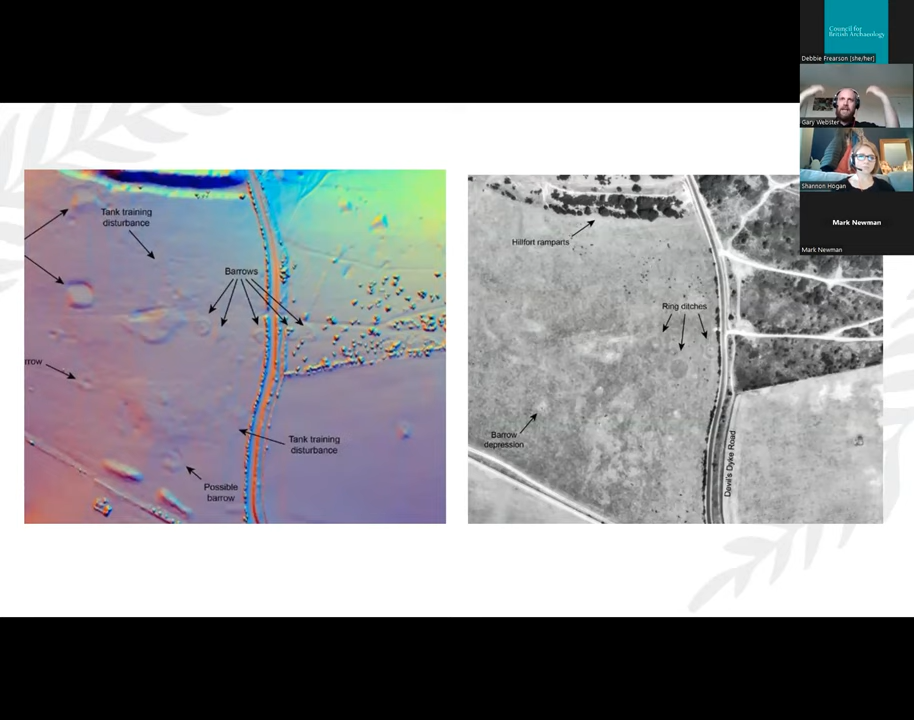 Tank training
disturbance
Barrows
rrow
Tank training
disturbance
Possible
barrow
Hillfort ramparts
Ring ditches
Barrow
depression
Devil's Dyke Road
Council for
British Archaeology
Debbie Frearson (she/her)
Gary Webster
Shannon Hogan
Mark Newman
Mark Newman